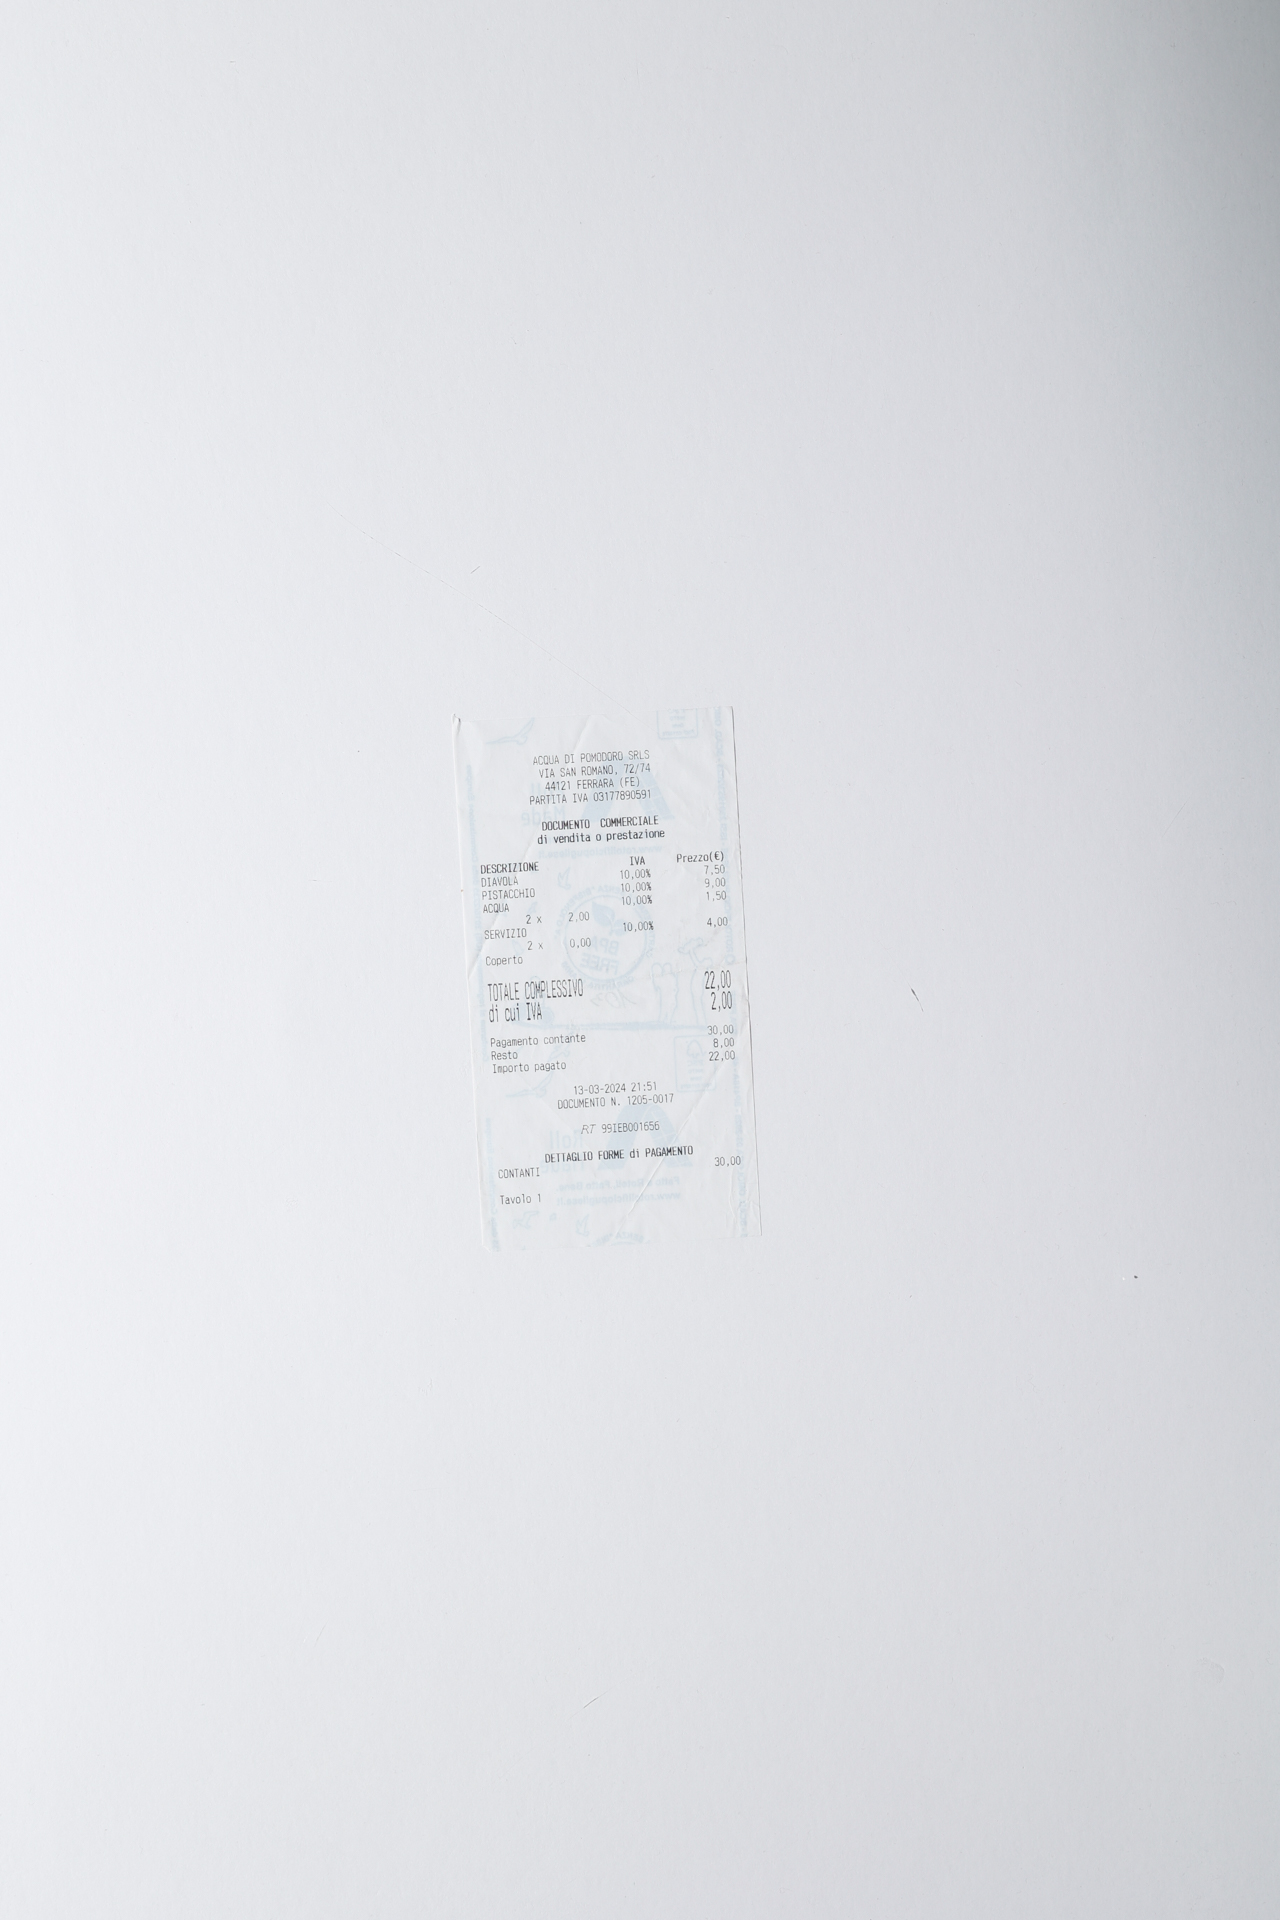 ACQUA DI POMODORO SRLS
VIA SAN ROMANO, 72/74
44121 FERRARA (FE)
PARTITA IVA 03177890591
DOCUMENTO COMMERCIALE
di vendita o prestazione
DESCRIZIONE IVA Prezzo(€)
DIAVOLA 10,00% 7,50
PISTACCHIO 10,00% 9,00
ACQUA 10,00% 1,50
2 x 2,00
SERVIZIO 10,00% 4,00
2 x 0,00
Coperto
TOTALE COMPLESSIVO 22,00
di cui IVA 2,00
Pagamento contante 30,00
Resto 8,00
Importo pagato 22,00
13-03-2024 21:51
DOCUMENTO N. 1205-0017
RT 99IEB001656
DETTAGLIO FORME di PAGAMENTO
CONTANTI 30,00
Tavolo 1